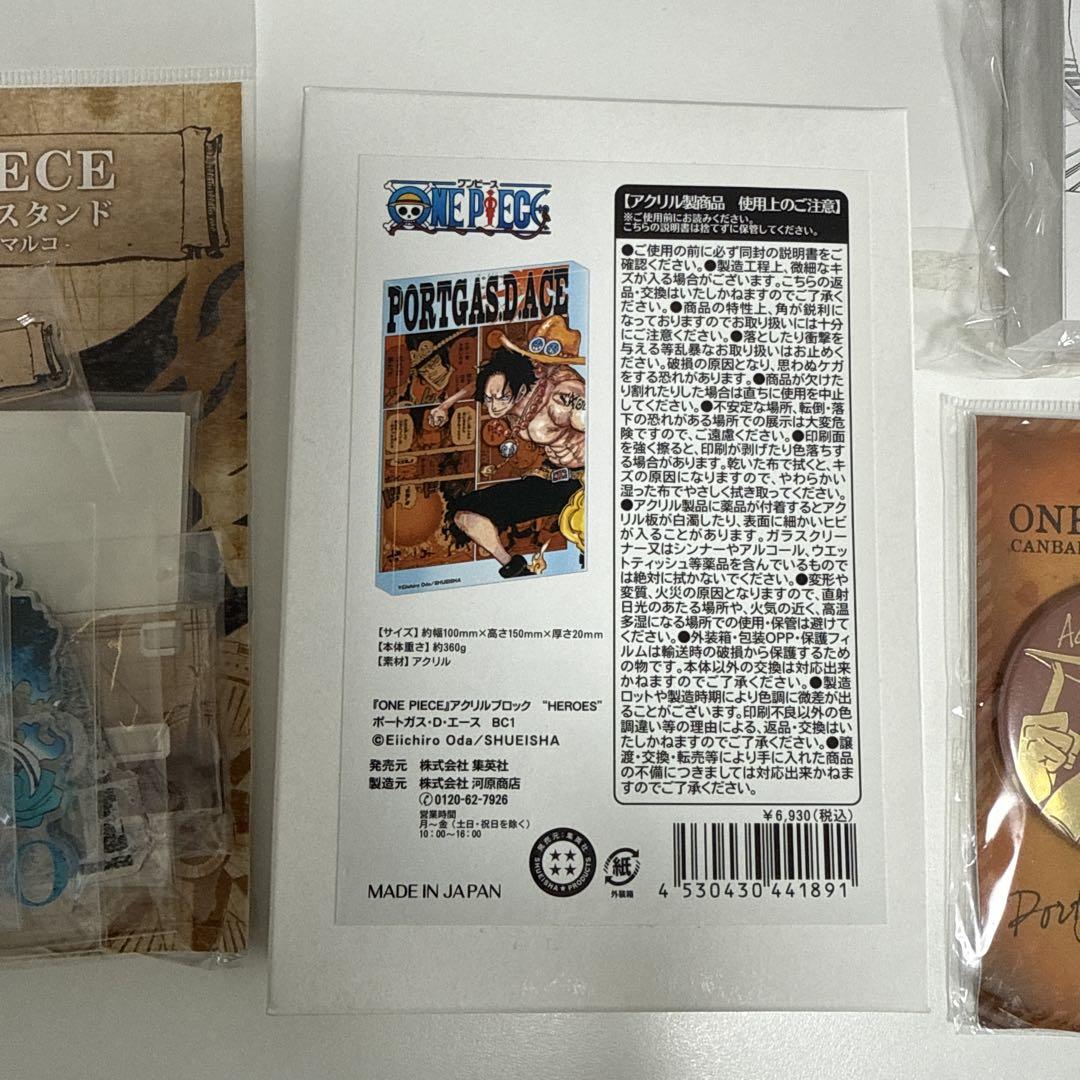 ECE
スタンド
マルコ -
ワンピース
ONE PIECE
PORTGAS.D.ACE
©Eiichiro Oda/SHUEISHA
【サイズ】約幅100mm×高さ150mm×厚さ20mm
【本体重さ】約360g
【素材】アクリル
『ONE PIECE』アクリルブロック “HEROES”
ポートガス・D・エース BC1
©Eiichiro Oda/SHUEISHA
発売元 株式会社 集英社
製造元 株式会社 河原商店
0120-62-7926
営業時間
月～金(土日・祝日を除く)
10:00～16:00
MADE IN JAPAN
発売元:集英社
SHUEISHA PRODUCTS
紙
外装箱
【アクリル製商品 使用上のご注意】
※ご使用前にお読みください。
こちらの説明書は捨てずに保管してください。
●ご使用の前に必ず同封の説明書をご
確認ください。●製造工程上、微細なキ
ズが入る場合がございます。こちらの返
品・交換はいたしかねますのでご了承く
ださい。●商品の特性上、角が鋭利に
なっておりますのでお取り扱いには十分
にご注意ください。●落としたり衝撃を
与える等乱暴なお取り扱いはお止めく
ださい。破損の原因となり、思わぬケガ
をする恐れがあります。●商品が欠けた
り割れたりした場合は直ちに使用を中止
してください。●不安定な場所、転倒・落
下の恐れがある場所での展示は大変危
険ですので、ご遠慮ください。●印刷面
を強く擦ると、印刷が剥げたり色落ちす
る場合があります。乾いた布で拭くと、キ
ズの原因になりますので、やわらかい
湿った布でやさしく拭き取ってください。
●アクリル製品に薬品が付着するとアク
リル板が白濁したり、表面に細かいヒビ
が入ることがあります。ガラスクリ
ーナー又はシンナーやアルコール、ウエッ
トティッシュ等薬品を含んでいるもので
は絶対に拭かないでください。●変形や
変質、火災の原因となりますので、直射
日光のあたる場所や、火気の近く、高温
多湿になる場所での使用・保管は避けて
ください。●外装箱・包装OPP・保護フィ
ルムは輸送時の破損から保護するため
の物です。本体以外の交換は対応出来
かねますのでご了承ください。●製造
ロットや製造時期により色調に微差が出
ることがございます。印刷不良以外の色
調違い等の理由による、返品・交換はい
たしかねますのでご了承ください。●譲
渡・交換・転売等により手に入れた商品
の不備につきましては対応出来かねま
すのでご了承ください。
￥6,930(税込)
4 530430 441891
ONE
CANBA